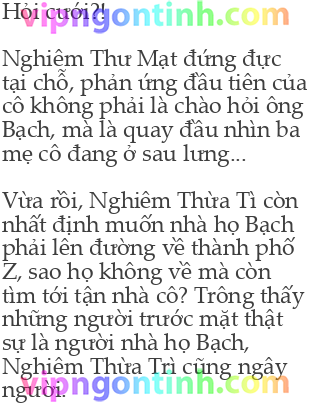 Hỏi cưới?!
vipngontinh.com
Nghiêm Thư Mạt đứng đực
tại chỗ, phản ứng đầu tiên của
cô không phải là chào hỏi ông
Bạch, mà là quay đầu nhìn ba
mẹ cô đang ở sau lưng...
Vừa rồi, Nghiêm Thừa Tì còn
nhất định muốn nhà họ Bạch
phải lên đường về thành phố
Z, sao họ không về mà còn
tìm tới tận nhà cô? Trông thấy
những người trước mặt thật
sự là người nhà họ Bạch,
Nghiêm Thừa Trì cũng ngây
người.
vipngontinh.com